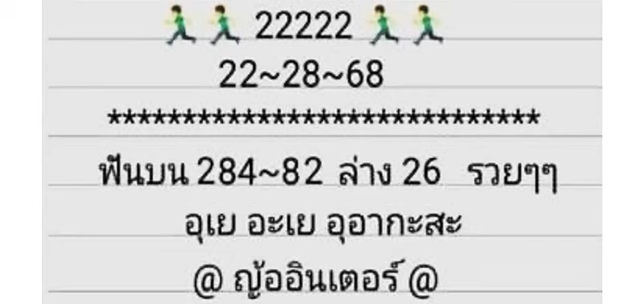 🏃‍♂️🏃‍♂️ 22222 🏃‍♂️🏃‍♂️
22~28~68
*****************************
ฟันบน 284~82 ล่าง 26 รวยๆๆ
อุเย อะเย อุอากะสะ
@ ญ้ออินเตอร์ @